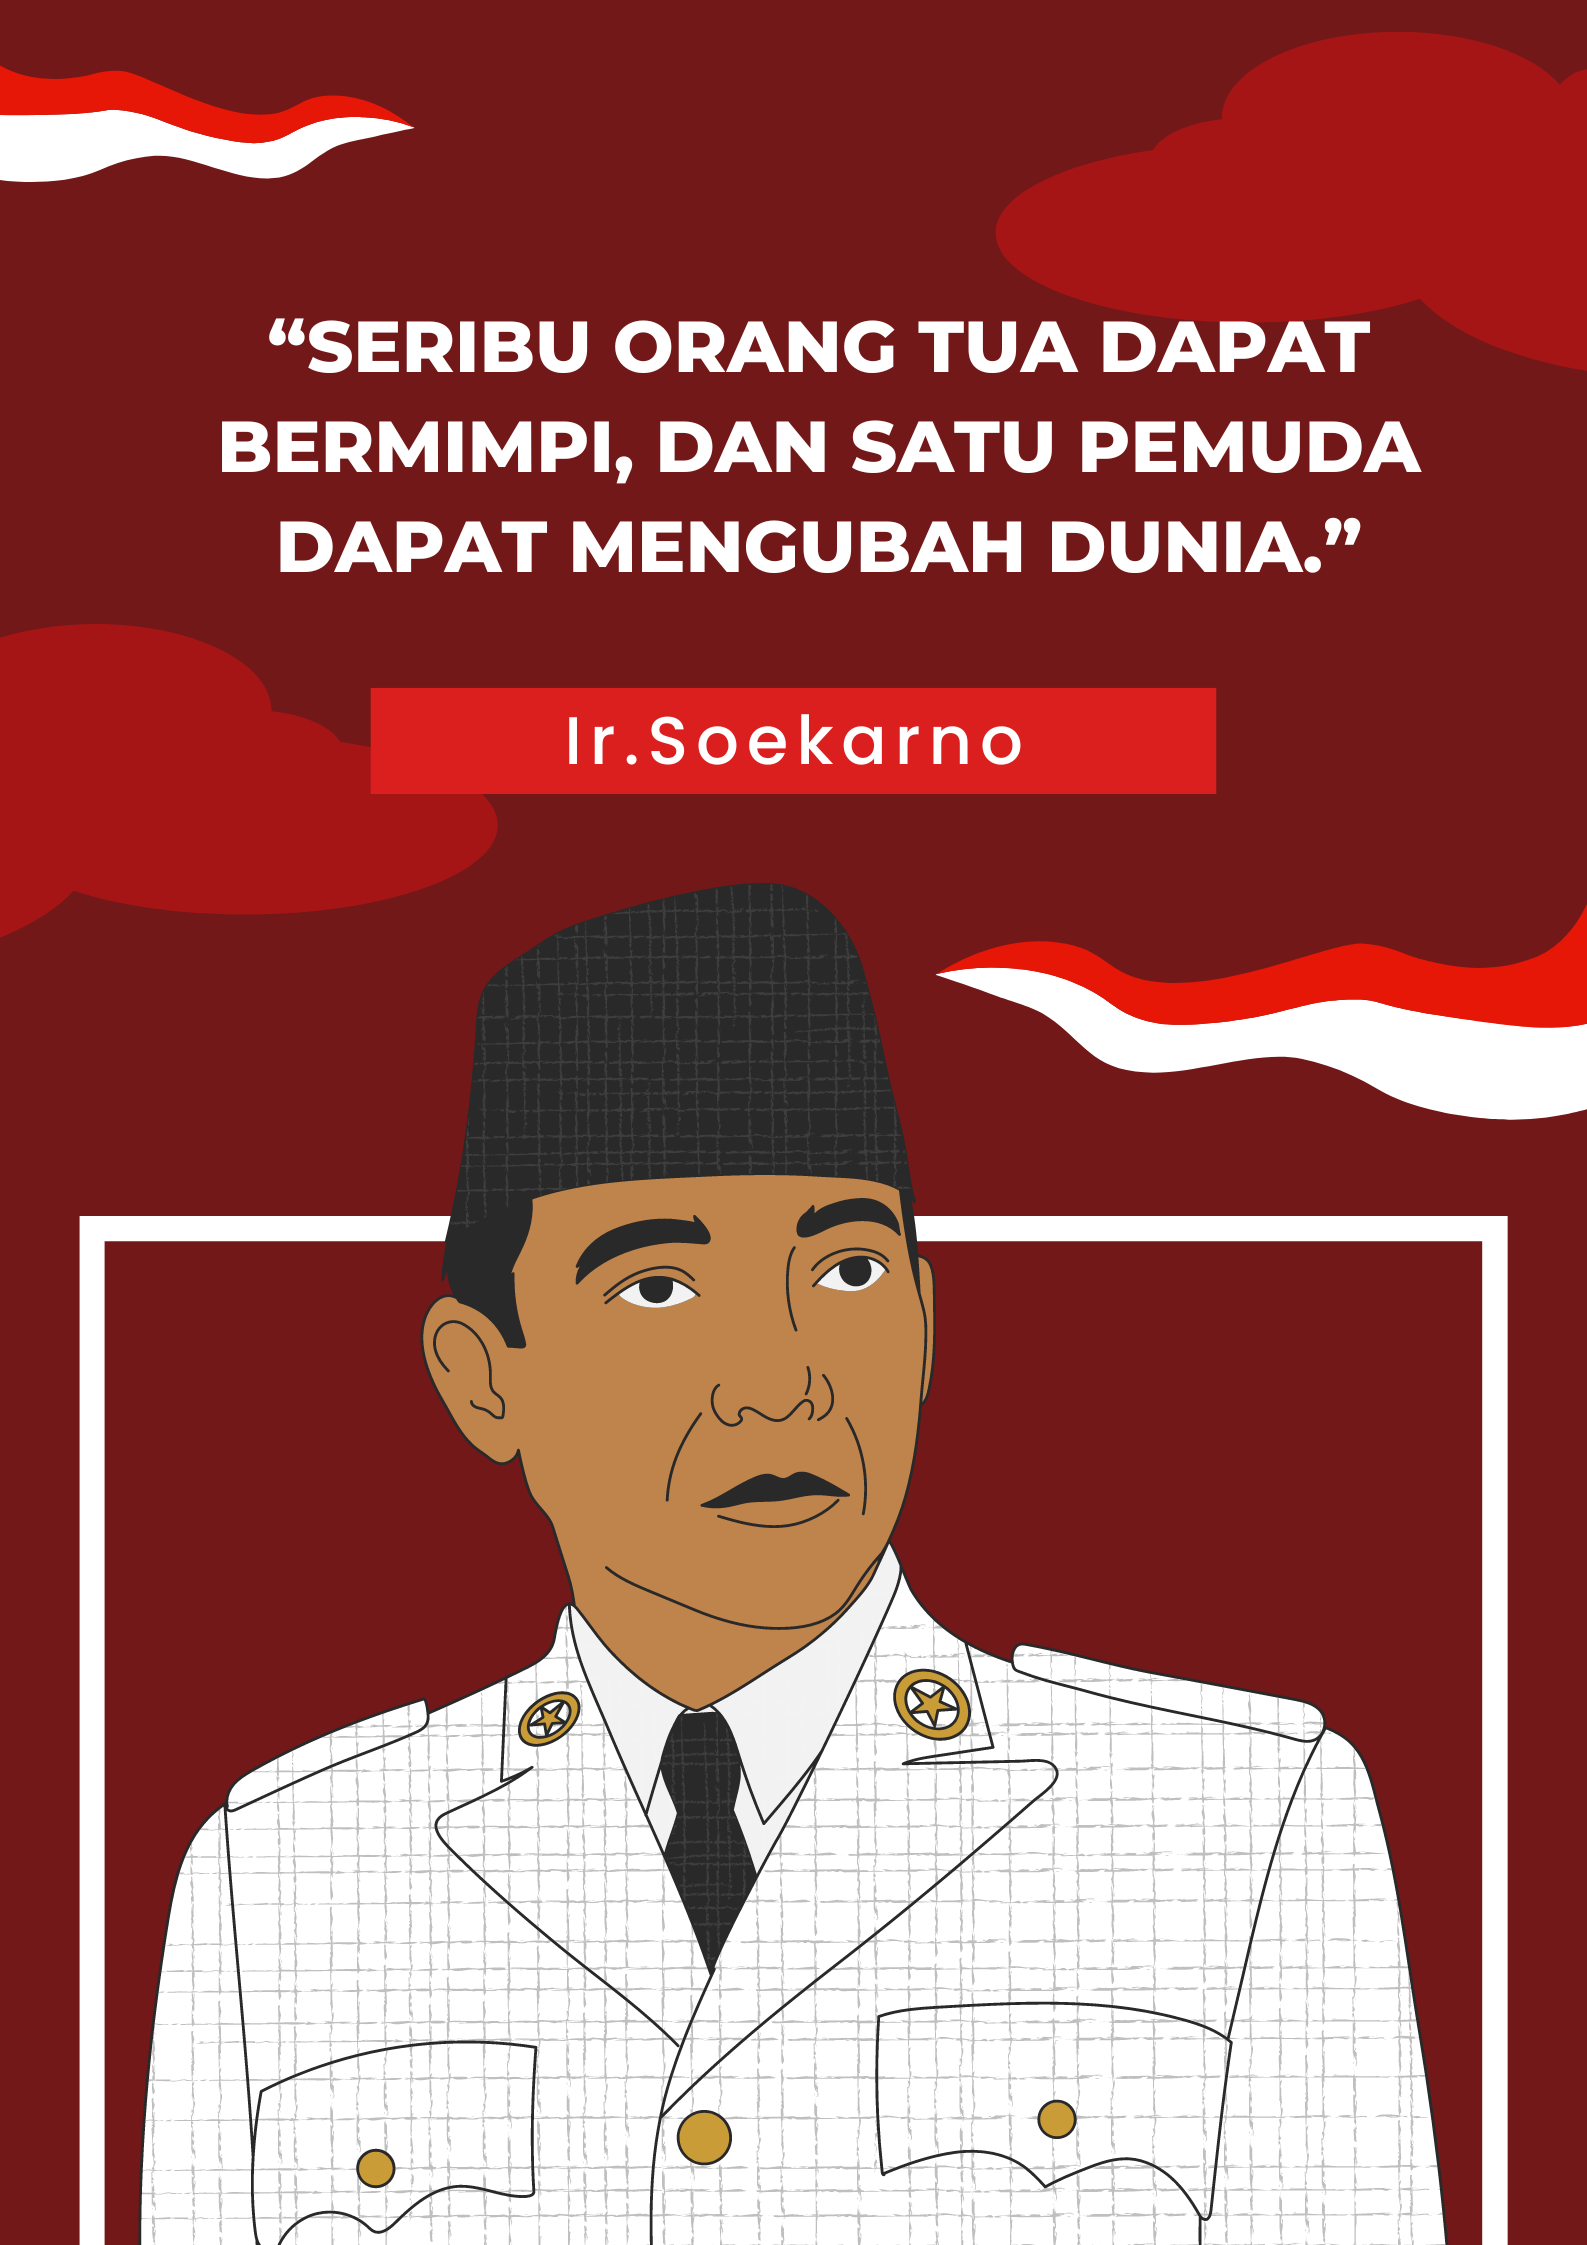 “SERIBU ORANG TUA DAPAT
BERMIMPI, DAN SATU PEMUDA
DAPAT MENGUBAH DUNIA.”
Ir.Soekarno